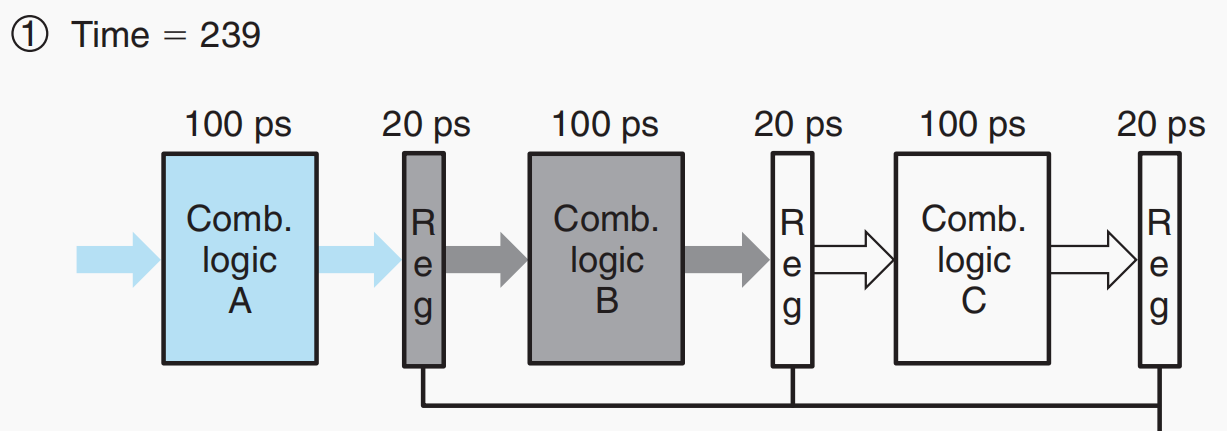 ① Time = 239
100 ps 20 ps 100 ps 20 ps 100 ps 20 ps
Comb.
logic
A
R
e
g
Comb.
logic
B
R
e
g
Comb.
logic
C
R
e
g